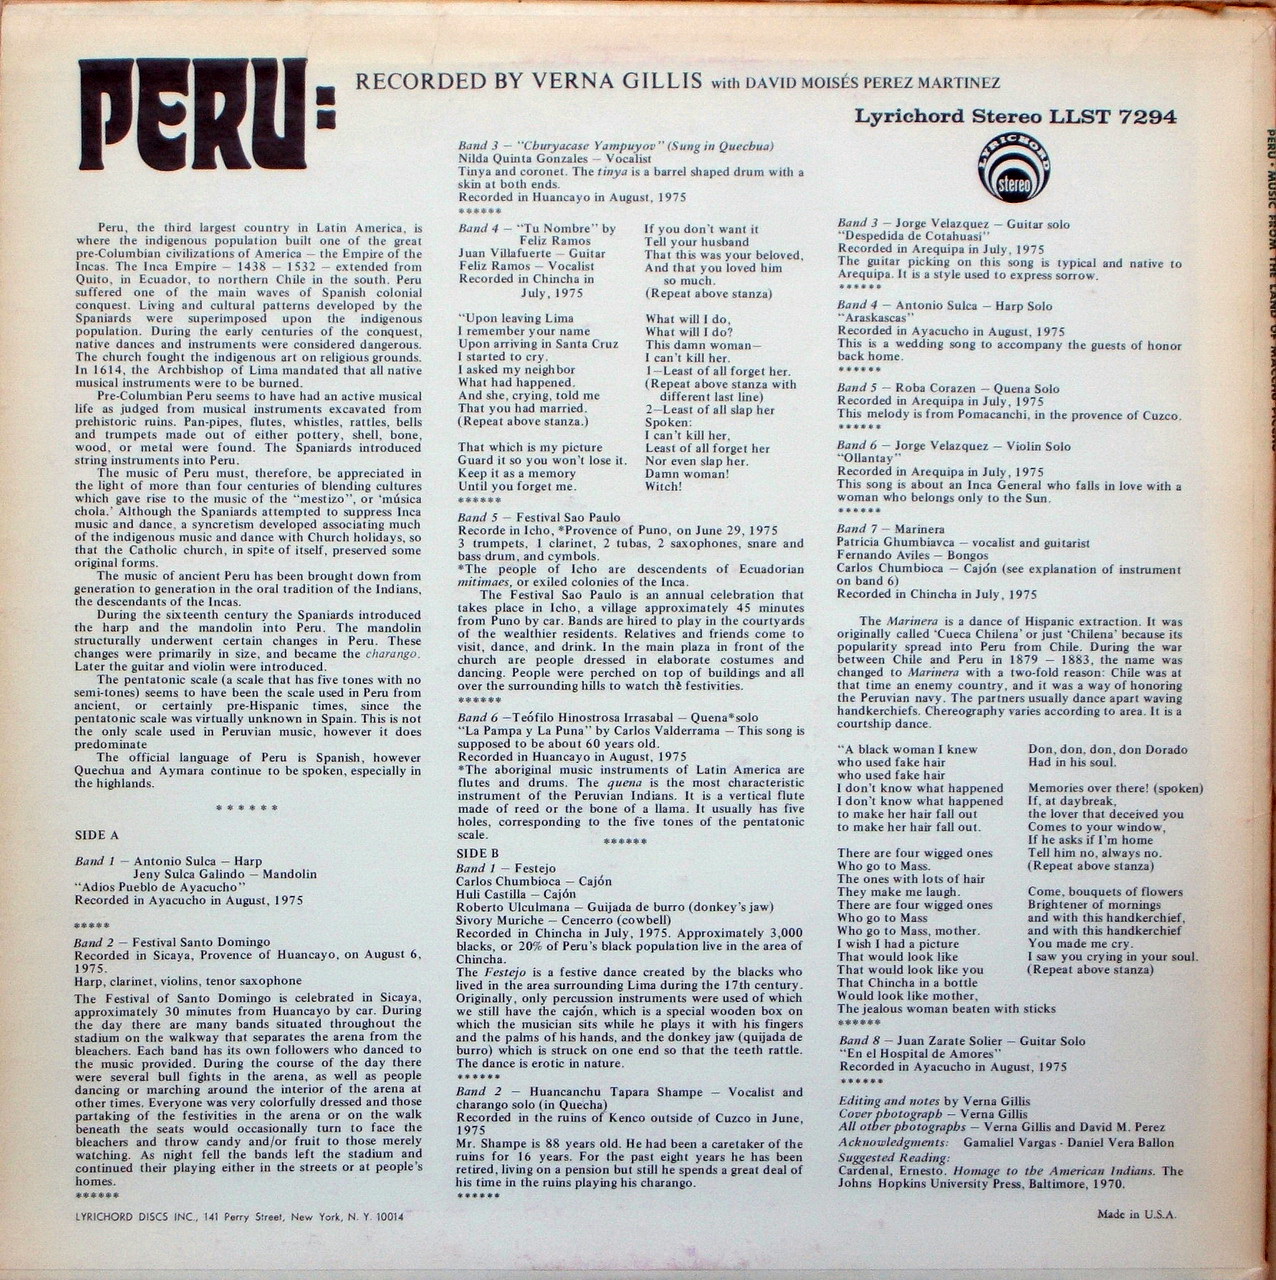 PERU:
RECORDED BY VERNA GILLIS with DAVID MOISÉS PEREZ MARTINEZ
Lyrichord Stereo LLST 7294
LYRICHORD
stereo
Peru, the third largest country in Latin America, is
where the indigenous population built one of the great
pre-Columbian civilizations of America — the Empire of the
Incas. The Inca Empire — 1438 — 1532 — extended from
Quito, in Ecuador, to northern Chile in the south. Peru
suffered one of the main waves of Spanish colonial
conquest. Living and cultural patterns developed by the
Spaniards were superimposed upon the indigenous
population. During the early centuries of the conquest,
native dances and instruments were considered dangerous.
The church fought the indigenous art on religious grounds.
In 1614, the Archbishop of Lima mandated that all native
musical instruments were to be burned.
Pre-Columbian Peru seems to have had an active musical
life as judged from musical instruments excavated from
prehistoric ruins. Pan-pipes, flutes, whistles, rattles, bells
and trumpets made out of either pottery, shell, bone,
wood, or metal were found. The Spaniards introduced
string instruments into Peru.
The music of Peru must, therefore, be appreciated in
the light of more than four centuries of blending cultures
which gave rise to the music of the "mestizo", or 'música
chola.' Although the Spaniards attempted to suppress Inca
music and dance, a syncretism developed associating much
of the indigenous music and dance with Church holidays, so
that the Catholic church, in spite of itself, preserved some
original forms.
The music of ancient Peru has been brought down from
generation to generation in the oral tradition of the Indians,
the descendants of the Incas.
During the sixteenth century the Spaniards introduced
the harp and the mandolin into Peru. The mandolin
structurally underwent certain changes in Peru. These
changes were primarily in size, and became the charango.
Later the guitar and violin were introduced.
The pentatonic scale (a scale that has five tones with no
semi-tones) seems to have been the scale used in Peru from
ancient, or certainly pre-Hispanic times, since the
pentatonic scale was virtually unknown in Spain. This is not
the only scale used in Peruvian music, however it does
predominate
The official language of Peru is Spanish, however
Quechua and Aymara continue to be spoken, especially in
the highlands.
* * * * * *
SIDE A
Band 1 — Antonio Sulca — Harp
Jeny Sulca Galindo — Mandolin
"Adios Pueblo de Ayacucho"
Recorded in Ayacucho in August, 1975
*****
Band 2 — Festival Santo Domingo
Recorded in Sicaya, Provence of Huancayo, on August 6,
1975.
Harp, clarinet, violins, tenor saxophone
The Festival of Santo Domingo is celebrated in Sicaya,
approximately 30 minutes from Huancayo by car. During
the day there are many bands situated throughout the
stadium on the walkway that separates the arena from the
bleachers. Each band has its own followers who danced to
the music provided. During the course of the day there
were several bull fights in the arena, as well as people
dancing or marching around the interior of the arena at
other times. Everyone was very colorfully dressed and those
partaking of the festivities in the arena or on the walk
beneath the seats would occasionally turn to face the
bleachers and throw candy and/or fruit to those merely
watching. As night fell the bands left the stadium and
continued their playing either in the streets or at people's
homes.
******
LYRICHORD DISCS INC., 141 Perry Street, New York, N. Y. 10014
Band 3 — "Churyacase Yampuyov" (Sung in Quechua)
Nilda Quinta Gonzales — Vocalist
Tinya and coronet. The tinya is a barrel shaped drum with a
skin at both ends.
Recorded in Huancayo in August, 1975
******
Band 4 — "Tu Nombre" by
Feliz Ramos
Juan Villafuerte — Guitar
Feliz Ramos — Vocalist
Recorded in Chincha in
July, 1975
"Upon leaving Lima
I remember your name
Upon arriving in Santa Cruz
I started to cry.
I asked my neighbor
What had happened.
And she, crying, told me
That you had married.
(Repeat above stanza.)
That which is my picture
Guard it so you won't lose it.
Keep it as a memory
Until you forget me.
******
If you don't want it
Tell your husband
That this was your beloved,
And that you loved him
so much.
(Repeat above stanza)
What will I do,
What will I do?
This damn woman—
I can't kill her.
1—Least of all forget her.
(Repeat above stanza with
different last line)
2—Least of all slap her
Spoken:
I can't kill her,
Least of all forget her
Nor even slap her.
Damn woman!
Witch!
Band 5 — Festival Sao Paulo
Recorde in Icho, *Provence of Puno, on June 29, 1975
3 trumpets, 1 clarinet, 2 tubas, 2 saxophones, snare and
bass drum, and cymbols.
*The people of Icho are descendents of Ecuadorian
mitimaes, or exiled colonies of the Inca.
The Festival Sao Paulo is an annual celebration that
takes place in Icho, a village approximately 45 minutes
from Puno by car. Bands are hired to play in the courtyards
of the wealthier residents. Relatives and friends come to
visit, dance, and drink. In the main plaza in front of the
church are people dressed in elaborate costumes and
dancing. People were perched on top of buildings and all
over the surrounding hills to watch the festivities.
******
Band 6 —Teófilo Hinostrosa Irrasabal — Quena*solo
"La Pampa y La Puna" by Carlos Valderrama — This song is
supposed to be about 60 years old.
Recorded in Huancayo in August, 1975
*The aboriginal music instruments of Latin America are
flutes and drums. The quena is the most characteristic
instrument of the Peruvian Indians. It is a vertical flute
made of reed or the bone of a llama. It usually has five
holes, corresponding to the five tones of the pentatonic
scale.
******
SIDE B
Band 1 — Festejo
Carlos Chumbioca — Cajón
Huli Castilla — Cajón
Roberto Ulculmana — Guijada de burro (donkey's jaw)
Sivory Muriche — Cencerro (cowbell)
Recorded in Chincha in July, 1975. Approximately 3,000
blacks, or 20% of Peru's black population live in the area of
Chincha.
The Festejo is a festive dance created by the blacks who
lived in the area surrounding Lima during the 17th century.
Originally, only percussion instruments were used of which
we still have the cajón, which is a special wooden box on
which the musician sits while he plays it with his fingers
and the palms of his hands, and the donkey jaw (quijada de
burro) which is struck on one end so that the teeth rattle.
The dance is erotic in nature.
******
Band 2 — Huancanchu Tapara Shampe — Vocalist and
charango solo (in Quecha)
Recorded in the ruins of Kenco outside of Cuzco in June,
1975
Mr. Shampe is 88 years old. He had been a caretaker of the
ruins for 16 years. For the past eight years he has been
retired, living on a pension but still he spends a great deal of
his time in the ruins playing his charango.
******
Band 3 — Jorge Velazquez — Guitar solo
"Despedida de Cotahuasi"
Recorded in Arequipa in July, 1975
The guitar picking on this song is typical and native to
Arequipa. It is a style used to express sorrow.
******
Band 4 — Antonio Sulca — Harp Solo
"Araskascas"
Recorded in Ayacucho in August, 1975
This is a wedding song to accompany the guests of honor
back home.
******
Band 5 — Roba Corazen — Quena Solo
Recorded in Arequipa in July, 1975
This melody is from Pomacanchi, in the provence of Cuzco.
******
Band 6 — Jorge Velazquez — Violin Solo
"Ollantay"
Recorded in Arequipa in July, 1975
This song is about an Inca General who falls in love with a
woman who belongs only to the Sun.
******
Band 7 — Marinera
Patricia Ghumbiavca — vocalist and guitarist
Fernando Aviles — Bongos
Carlos Chumbioca — Cajón (see explanation of instrument
on band 6)
Recorded in Chincha in July, 1975
The Marinera is a dance of Hispanic extraction. It was
originally called 'Cueca Chilena' or just 'Chilena' because its
popularity spread into Peru from Chile. During the war
between Chile and Peru in 1879 — 1883, the name was
changed to Marinera with a two-fold reason: Chile was at
that time an enemy country, and it was a way of honoring
the Peruvian navy. The partners usually dance apart waving
handkerchiefs. Chereography varies according to area. It is a
courtship dance.
"A black woman I knew
who used fake hair
who used fake hair
I don't know what happened
I don't know what happened
to make her hair fall out
to make her hair fall out.
There are four wigged ones
Who go to Mass.
The ones with lots of hair
They make me laugh.
There are four wigged ones
Who go to Mass
Who go to Mass, mother.
I wish I had a picture
That would look like
That would look like you
That Chincha in a bottle
Would look like mother,
The jealous woman beaten with sticks
******
Don, don, don, don Dorado
Had in his soul.
Memories over there! (spoken)
If, at daybreak,
the lover that deceived you
Comes to your window,
If he asks if I'm home
Tell him no, always no.
(Repeat above stanza)
Come, bouquets of flowers
Brightener of mornings
and with this handkerchief,
and with this handkerchief
You made me cry.
I saw you crying in your soul.
(Repeat above stanza)
Band 8 — Juan Zarate Solier — Guitar Solo
"En el Hospital de Amores"
Recorded in Ayacucho in August, 1975
******
Editing and notes by Verna Gillis
Cover photograph — Verna Gillis
All other photographs — Verna Gillis and David M. Perez
Acknowledgments: Gamaliel Vargas - Daniel Vera Ballon
Suggested Reading:
Cardenal, Ernesto. Homage to the American Indians. The
Johns Hopkins University Press, Baltimore, 1970.
Made in U.S.A.
PERU • MUSIC FROM THE LAND OF MACCHU PICCHU